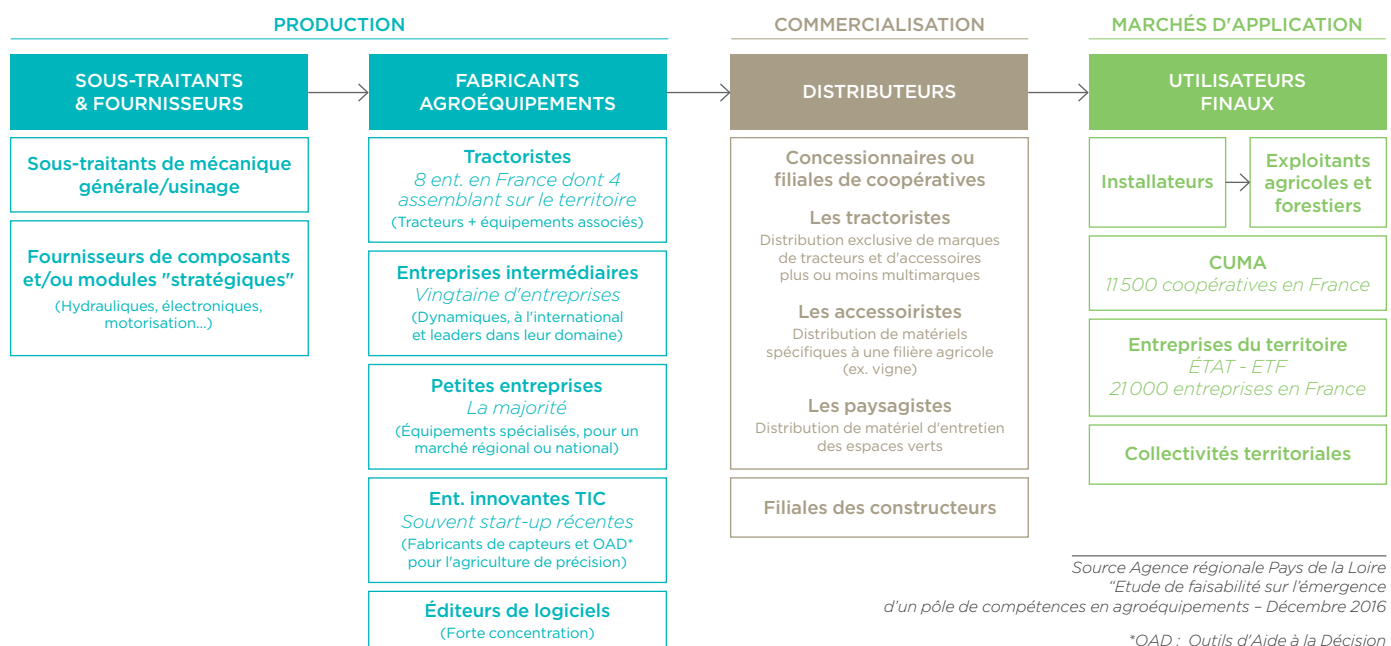 PRODUCTION
COMMERCIALISATION
MARCHÉS D'APPLICATION
SOUS-TRAITANTS
& FOURNISSEURS
FABRICANTS
AGROÉQUIPEMENTS
DISTRIBUTEURS
UTILISATEURS
FINAUX
Sous-traitants de mécanique
générale/usinage
Fournisseurs de composants
et/ou modules "stratégiques"
(Hydrauliques, électroniques,
motorisation...)
Tractoristes
8 ent. en France dont 4
assemblant sur le territoire
(Tracteurs + équipements associés)
Entreprises intermédiaires
Vingtaine d'entreprises
(Dynamiques, à l'international
et leaders dans leur domaine)
Petites entreprises
La majorité
(Équipements spécialisés, pour un
marché régional ou national)
Ent. innovantes TIC
Souvent start-up récentes
(Fabricants de capteurs et OAD*
pour l'agriculture de précision)
Éditeurs de logiciels
(Forte concentration)
Concessionnaires ou
filiales de coopératives
Les tractoristes
Distribution exclusive de marques
de tracteurs et d'accessoires
plus ou moins multimarques
Les accessoiristes
Distribution de matériels
spécifiques à une filière agricole
(ex. vigne)
Les paysagistes
Distribution de matériel d'entretien
des espaces verts
Filiales des constructeurs
Installateurs
Exploitants
agricoles et
forestiers
CUMA
11 500 coopératives en France
Entreprises du territoire
ÉTAT - ETF
21 000 entreprises en France
Collectivités territoriales
Source Agence régionale Pays de la Loire
“Etude de faisabilité sur l’émergence
d’un pôle de compétences en agroéquipements – Décembre 2016
*OAD : Outils d'Aide à la Décision